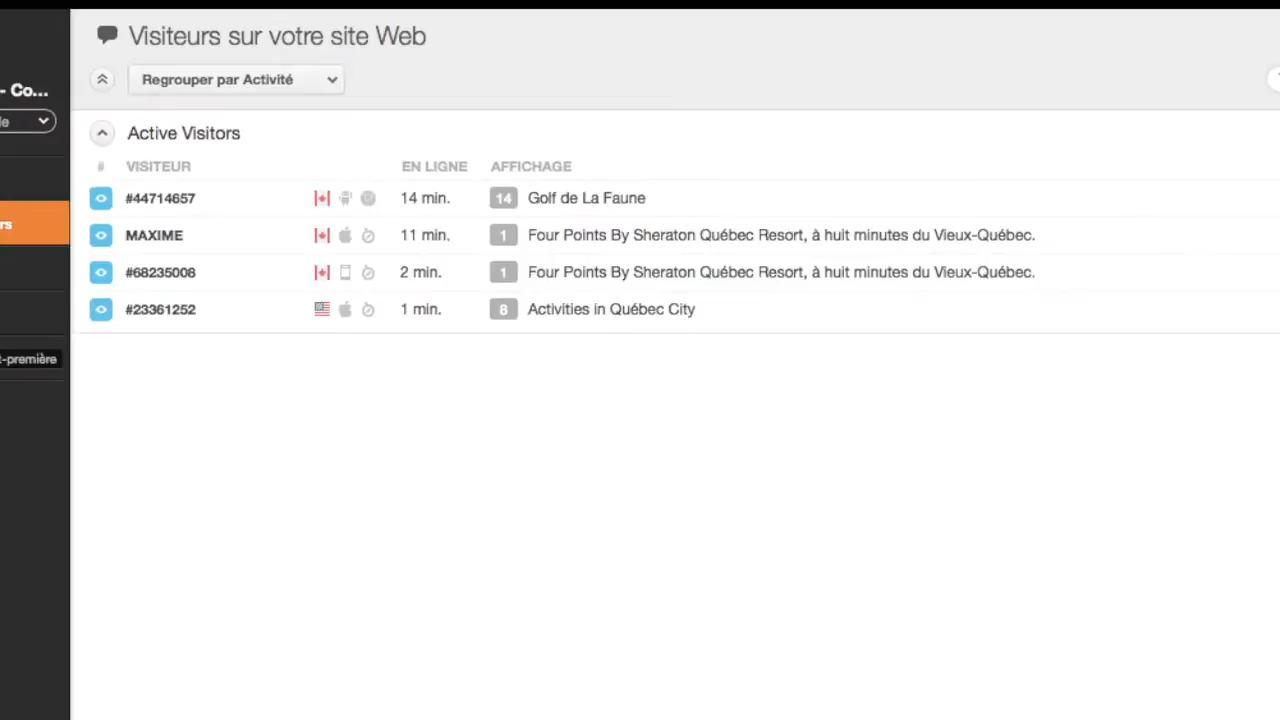 Visiteurs sur votre site Web
- Co...
Regrouper par Activité
le
Active Visitors
# VISITEUR EN LIGNE AFFICHAGE
#44714657 14 min. 14 Golf de La Faune
rs
MAXIME 11 min. 1 Four Points By Sheraton Québec Resort, à huit minutes du Vieux-Québec.
#68235008 2 min. 1 Four Points By Sheraton Québec Resort, à huit minutes du Vieux-Québec.
#23361252 1 min. 8 Activities in Québec City
t-première